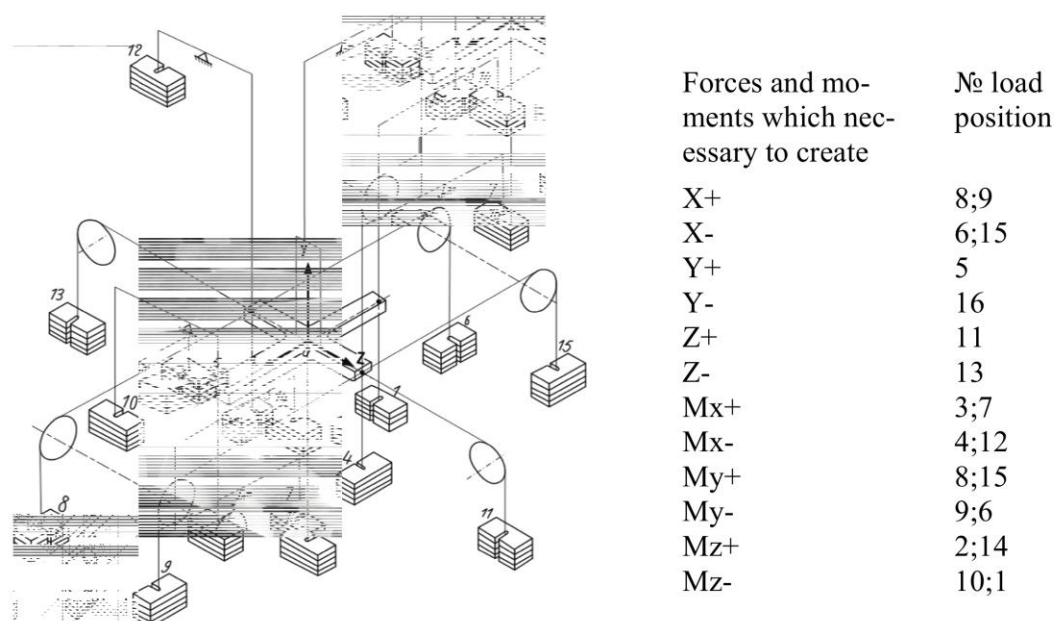 12
13
6
15
10
1
4
8
11
9
Y
Z
Forces and mo- № load
ments which nec- position
essary to create
X+ 8;9
X- 6;15
Y+ 5
Y- 16
Z+ 11
Z- 13
Mx+ 3;7
Mx- 4;12
My+ 8;15
My- 9;6
Mz+ 2;14
Mz- 10;1